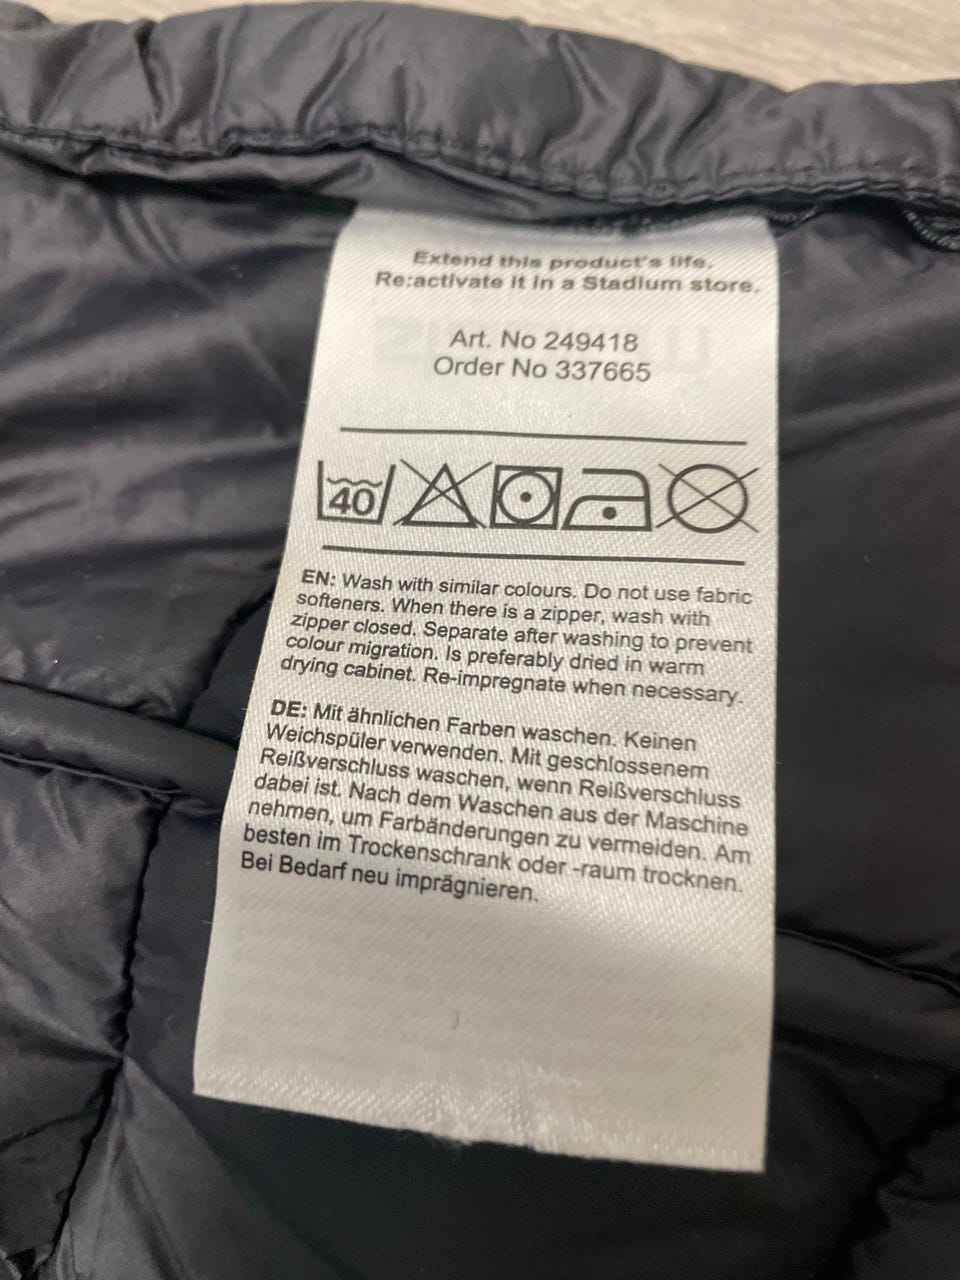 Extend this product's life.
Re:activate it in a Stadium store.
Art. No 249418
Order No 337665
40
EN: Wash with similar colours. Do not use fabric
softeners. When there is a zipper, wash with
zipper closed. Separate after washing to prevent
colour migration. Is preferably dried in warm
drying cabinet. Re-impregnate when necessary.
DE: Mit ähnlichen Farben waschen. Keinen
Weichspüler verwenden. Mit geschlossenem
Reißverschluss waschen, wenn Reißverschluss
dabei ist. Nach dem Waschen aus der Maschine
nehmen, um Farbänderungen zu vermeiden. Am
besten im Trockenschrank oder -raum trocknen.
Bei Bedarf neu imprägnieren.